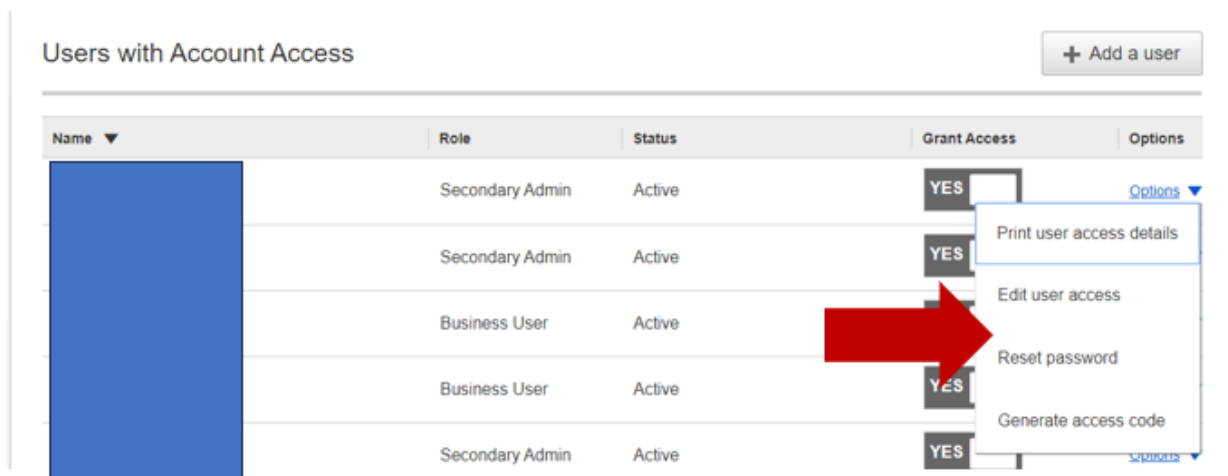 Users with Account Access
+ Add a user
Name ▼ Role Status Grant Access Options
Secondary Admin Active YES Options ▼
Print user access details
Secondary Admin Active YES
Edit user access
Business User Active
Reset password
Business User Active YES
Generate access code
Secondary Admin Active YES Options